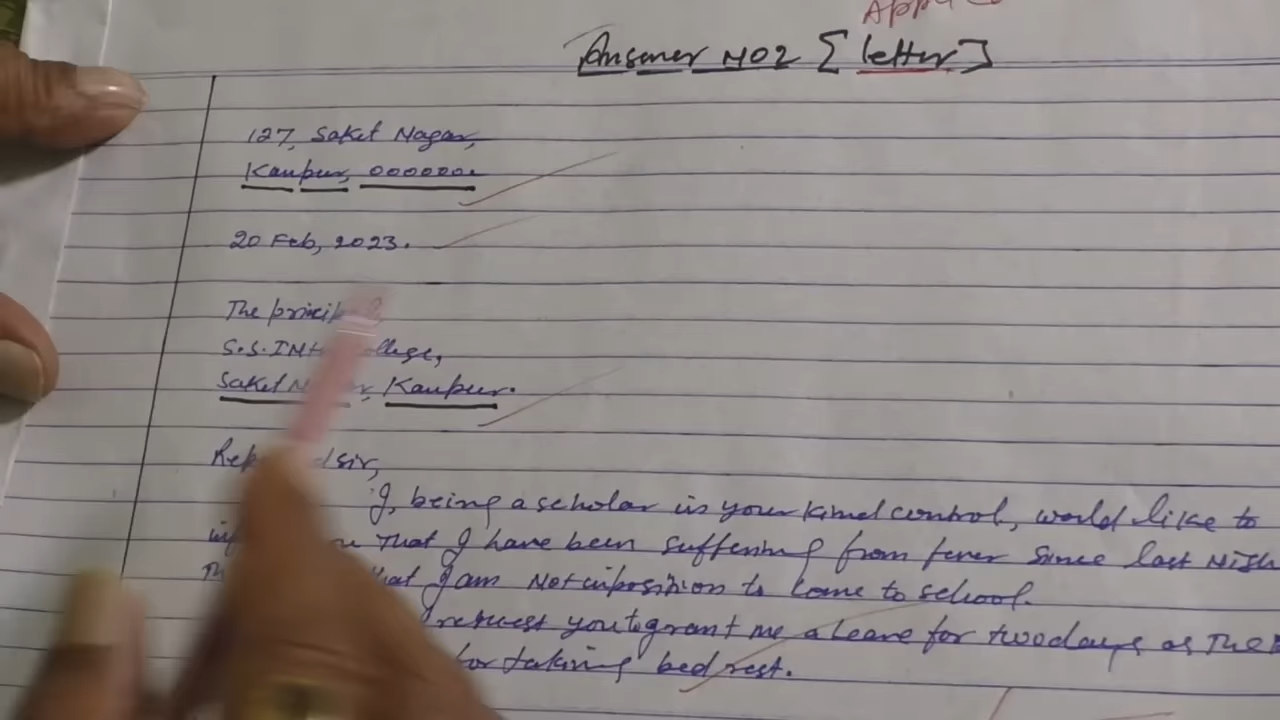 Answer NO2 [letter]
127, Saket Nagar,
Kanpur, 000000
20 Feb, 2023.
The
S.S. College,
Saket Kanpur.
sir,
I, being a scholar in your kind control, would like to
that I have been suffering from fever since last
that I am not in position to come to school.
request you to grant me a leave for two days as the
for taking bed rest.